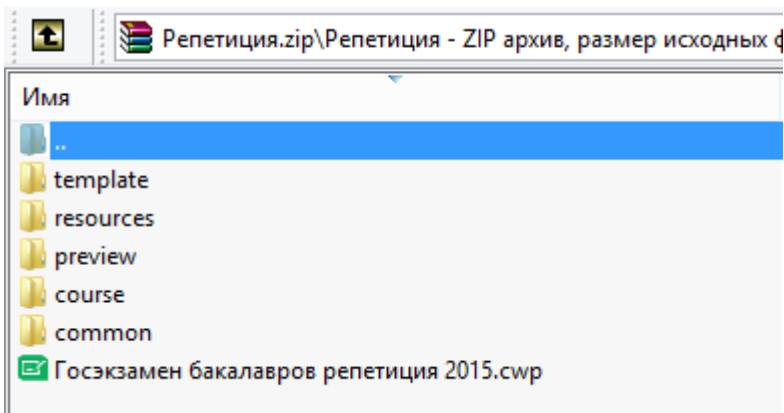 Репетиция.zip\Репетиция - ZIP архив, размер исходных
Имя
..
template
resources
preview
course
common
Госэкзамен бакалавров репетиция 2015.cwp